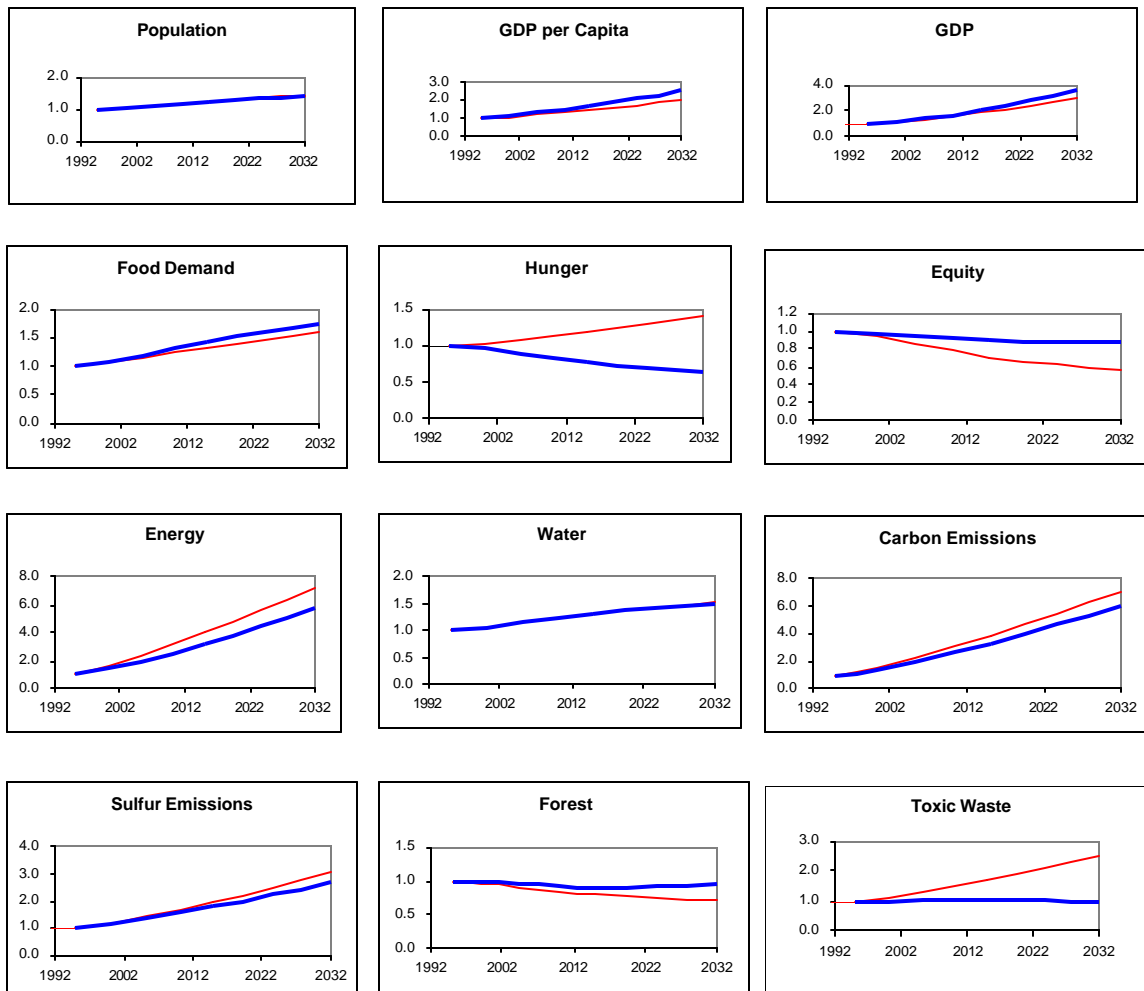 Population
2.0
1.0
0.0
1992 2002 2012 2022 2032
GDP per Capita
3.0
2.0
1.0
0.0
1992 2002 2012 2022 2032
GDP
4.0
2.0
0.0
1992 2002 2012 2022 2032
Food Demand
2.0
1.5
1.0
0.5
0.0
1992 2002 2012 2022 2032
Hunger
1.5
1.0
0.5
0.0
1992 2002 2012 2022 2032
Equity
1.2
1.0
0.8
0.6
0.4
0.2
0.0
1992 2002 2012 2022 2032
Energy
8.0
6.0
4.0
2.0
0.0
1992 2002 2012 2022 2032
Water
2.0
1.5
1.0
0.5
0.0
1992 2002 2012 2022 2032
Carbon Emissions
8.0
6.0
4.0
2.0
0.0
1992 2002 2012 2022 2032
Sulfur Emissions
4.0
3.0
2.0
1.0
0.0
1992 2002 2012 2022 2032
Forest
1.5
1.0
0.5
0.0
1992 2002 2012 2022 2032
Toxic Waste
3.0
2.0
1.0
0.0
1992 2002 2012 2022 2032